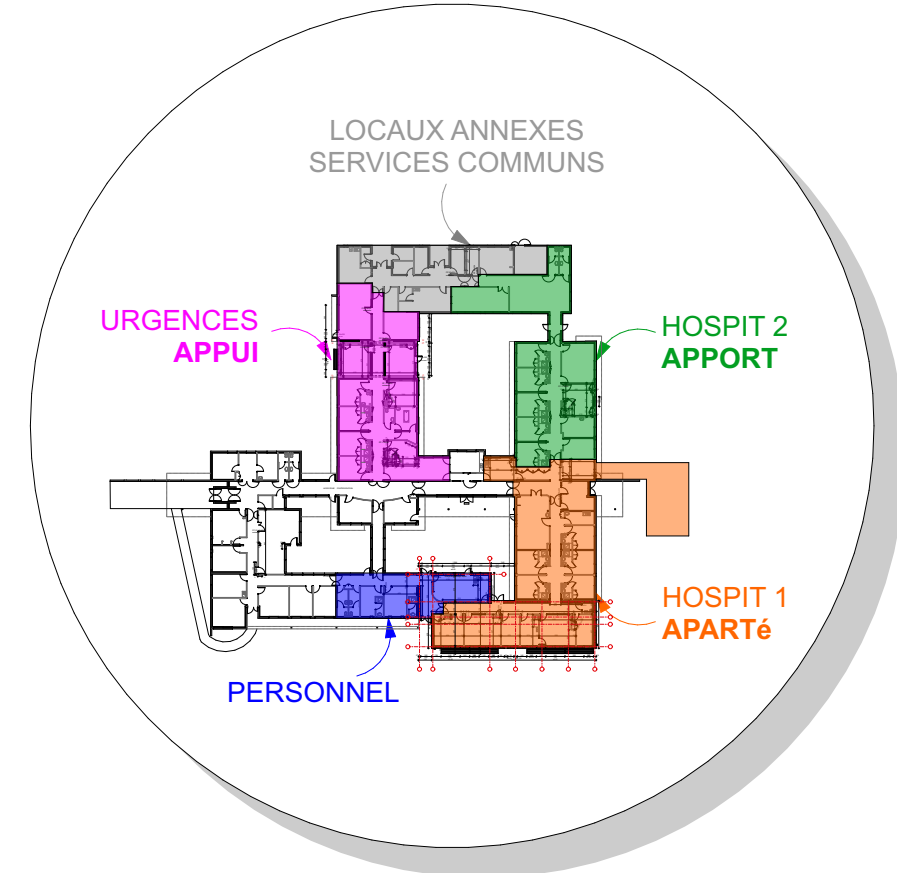 LOCAUX ANNEXES
SERVICES COMMUNS
URGENCES
APPUI
HOSPIT 2
APPORT
HOSPIT 1
APARTé
PERSONNEL